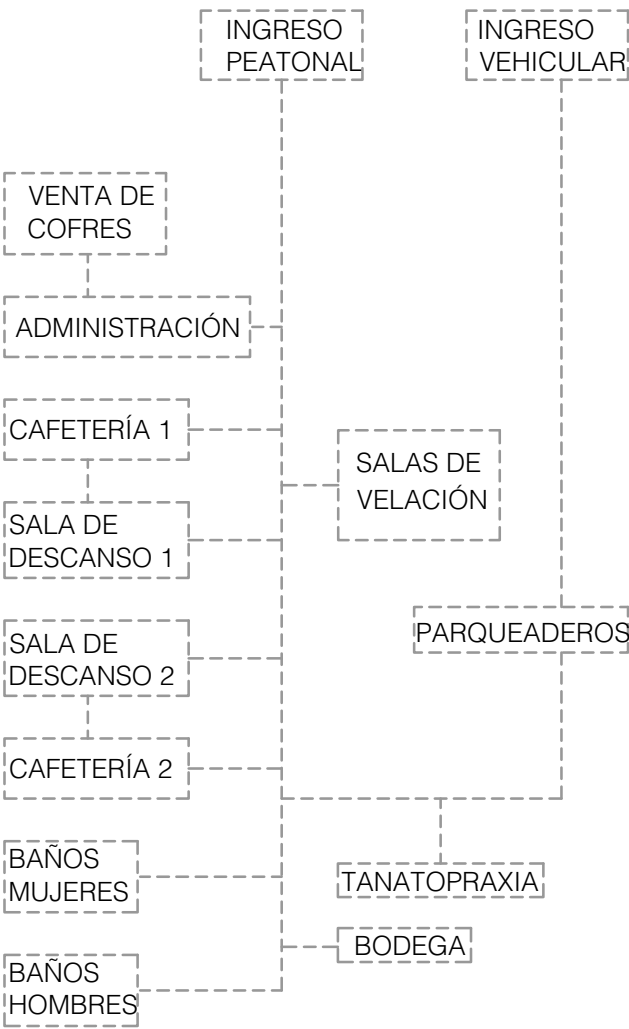 INGRESO
PEATONAL
INGRESO
VEHICULAR
VENTA DE
COFRES
ADMINISTRACIÓN
CAFETERÍA 1
SALAS DE
VELACIÓN
SALA DE
DESCANSO 1
SALA DE
DESCANSO 2
PARQUEADEROS
CAFETERÍA 2
BAÑOS
MUJERES
TANATOPRAXIA
BODEGA
BAÑOS
HOMBRES